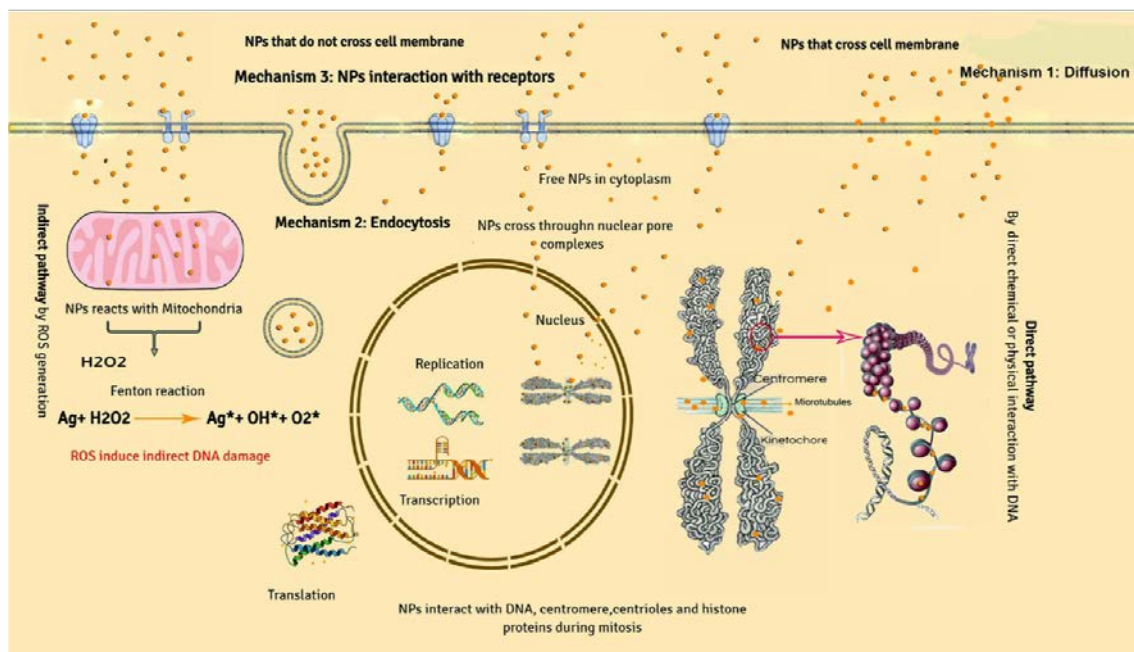 NPs that do not cross cell membrane
NPs that cross cell membrane
Mechanism 3: NPs interaction with receptors
Mechanism 1: Diffusion
Free NPs in cytoplasm
Mechanism 2: Endocytosis
NPs cross throughn nuclear pore
complexes
Indirect pathway by ROS generation
NPs reacts with Mitochondria
H2O2
Fenton reaction
Ag+ H2O2
Ag*+ OH*+ O2*
ROS induce indirect DNA damage
Nucleus
Replication
Transcription
Translation
Centromere
Microtubules
Kinetochore
Direct pathway
By direct chemical or physical interaction with DNA
NPs interact with DNA, centromere,centrioles and histone
proteins during mitosis